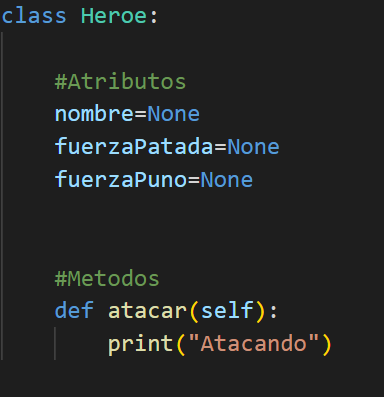 class Heroe:
#Atributos
nombre=None
fuerzaPatada=None
fuerzaPuno=None
#Metodos
def atacar(self):
print("Atacando")